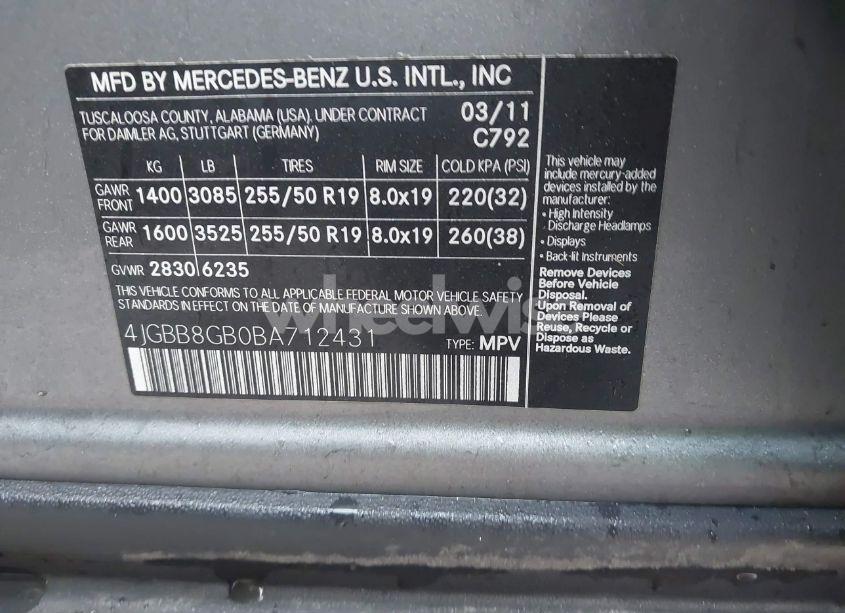 MFD BY MERCEDES-BENZ U.S. INTL., INC
TUSCALOOSA COUNTY, ALABAMA (USA), UNDER CONTRACT
FOR DAIMLER AG, STUTTGART (GERMANY)
03/11
C792
KG LB TIRES RIM SIZE COLD KPA (PSI)
GAWR FRONT 1400 3085 255/50 R19 8.0x19 220(32)
GAWR REAR 1600 3525 255/50 R19 8.0x19 260(38)
GVWR 2830 6235
THIS VEHICLE CONFORMS TO ALL APPLICABLE FEDERAL MOTOR VEHICLE SAFETY
STANDARDS IN EFFECT ON THE DATE OF MANUFACTURE SHOWN ABOVE.
4JGBB8GB0BA712431 TYPE: MPV
This vehicle may
include mercury-added
devices installed by the
manufacturer:
• High Intensity
Discharge Headlamps
• Displays
• Back-lit Instruments
Remove Devices
Before Vehicle
Disposal.
Upon Removal of
Devices Please
Reuse, Recycle or
Dispose as
Hazardous Waste.